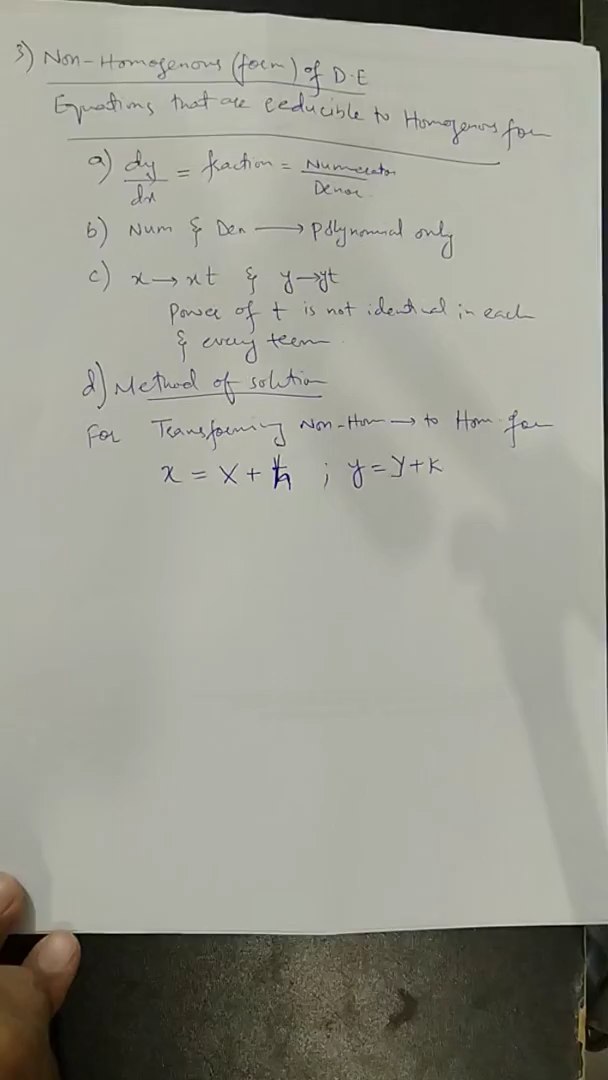 3) Non-Homogenous (form) of D.E
Equations that are reducible to Homogenous form
a) dy/dx = fraction = Numerator/Denor
b) Num & Den → polynomial only
c) x → xt & y → yt
Power of t is not identical in each
& every term.
d) Method of solution
For Transforming Non-Hom → to Hom. form
x = X + h ; y = Y + K